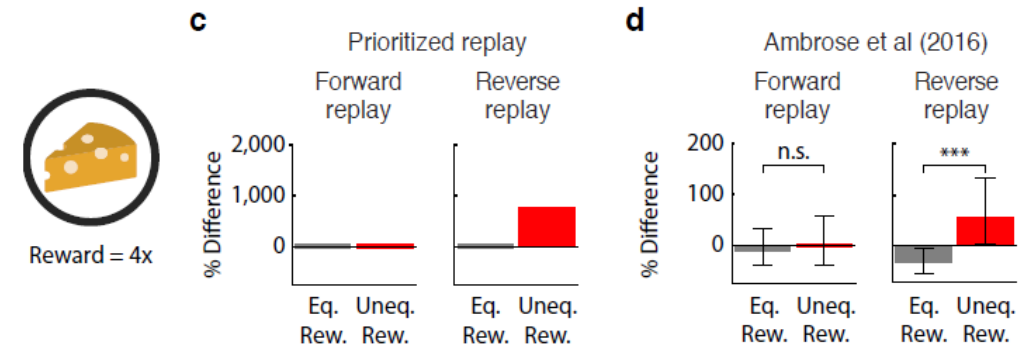 Reward = 4x
c
Prioritized replay
Forward replay
Reverse replay
% Difference
2,000
1,000
0
Eq. Rew.
Uneq. Rew.
Eq. Rew.
Uneq. Rew.
d
Ambrose et al (2016)
Forward replay
Reverse replay
% Difference
200
100
0
n.s.
***
Eq. Rew.
Uneq. Rew.
Eq. Rew.
Uneq. Rew.